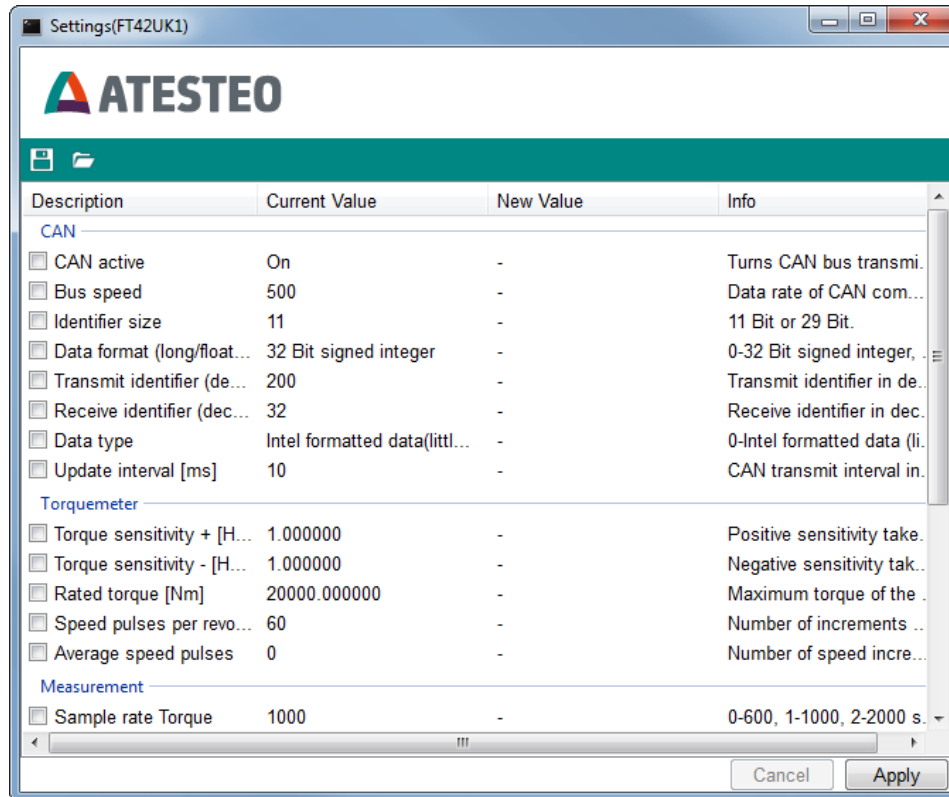 Settings(FT42UK1)
ATESTEO
Description Current Value New Value Info
CAN
CAN active On - Turns CAN bus transmi.
Bus speed 500 - Data rate of CAN com...
Identifier size 11 - 11 Bit or 29 Bit.
Data format (long/float... 32 Bit signed integer - 0-32 Bit signed integer, .
Transmit identifier (de... 200 - Transmit identifier in de..
Receive identifier (dec... 32 - Receive identifier in dec.
Data type Intel formatted data(littl... - 0-Intel formatted data (li.
Update interval [ms] 10 - CAN transmit interval in.
Torquemeter
Torque sensitivity + [H... 1.000000 - Positive sensitivity take.
Torque sensitivity - [H... 1.000000 - Negative sensitivity tak..
Rated torque [Nm] 20000.000000 - Maximum torque of the .
Speed pulses per revo... 60 - Number of increments ..
Average speed pulses 0 - Number of speed incre...
Measurement
Sample rate Torque 1000 - 0-600, 1-1000, 2-2000 s.
Cancel Apply